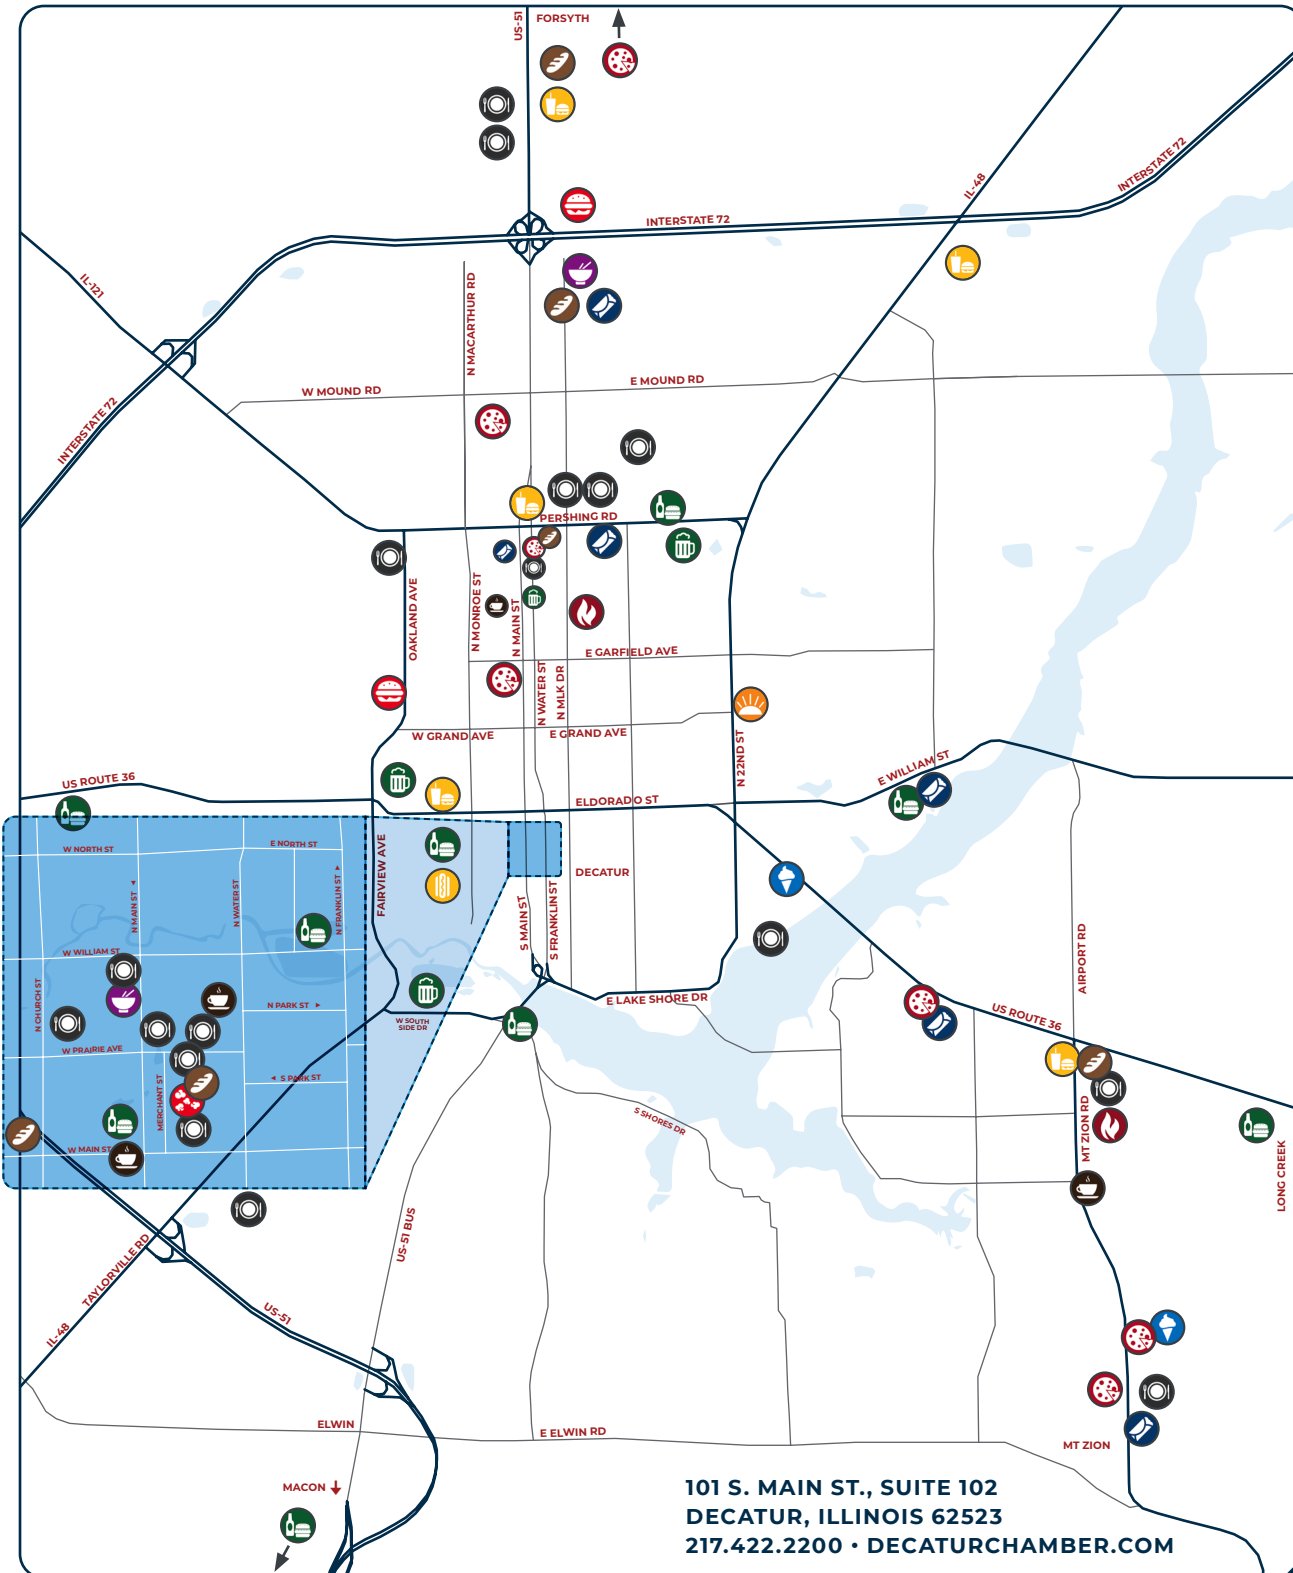 US-51
FORSYTH
IL-48
INTERSTATE 72
INTERSTATE 72
IL-121
N MACARTHUR RD
W MOUND RD
E MOUND RD
INTERSTATE 72
PERSHING RD
OAKLAND AVE
N MONROE ST
N MAIN ST
E GARFIELD AVE
N WATER ST
N MLK DR
W GRAND AVE
E GRAND AVE
N 22ND ST
E WILLIAM ST
US ROUTE 36
ELDORADO ST
W NORTH ST
E NORTH ST
FAIRVIEW AVE
DECATUR
N MAIN ST
N WATER ST
N FRANKLIN ST
S MAIN ST
S FRANKLIN ST
W WILLIAM ST
AIRPORT RD
N CHURCH ST
N PARK ST
E LAKE SHORE DR
US ROUTE 36
W SOUTH
SIDE DR
W PRAIRIE AVE
S PARK ST
MERCHANT ST
S SHORES DR
MT ZION RD
W MAIN ST
LONG CREEK
US-51 BUS
TAYLORVILLE RD
US-51
IL-48
ELWIN
E ELWIN RD
MT ZION
MACON
101 S. MAIN ST., SUITE 102
DECATUR, ILLINOIS 62523
217.422.2200 • DECATURCHAMBER.COM